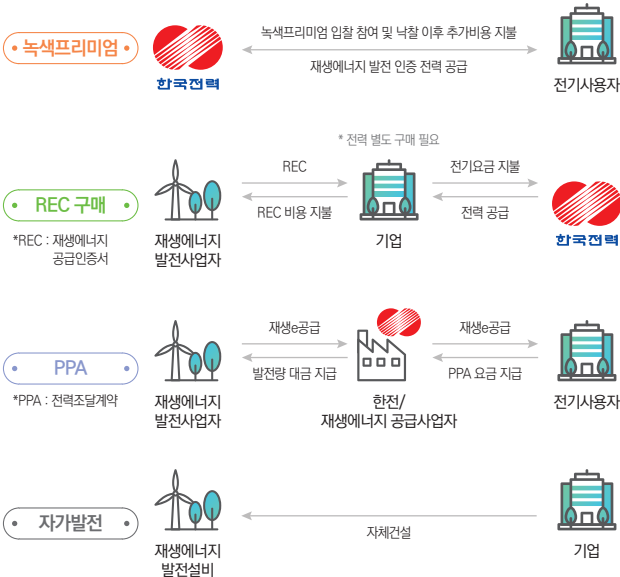 녹색프리미엄
한국전력
녹색프리미엄 입찰 참여 및 낙찰 이후 추가비용 지불
재생에너지 발전 인증 전력 공급
전기사용자
* 전력 별도 구매 필요
REC 구매
*REC : 재생에너지
공급인증서
재생에너지
발전사업자
REC
REC 비용 지불
기업
전기요금 지불
전력 공급
한국전력
PPA
*PPA : 전력조달계약
재생에너지
발전사업자
재생e공급
발전량 대금 지급
한전/
재생에너지 공급사업자
재생e공급
PPA 요금 지급
전기사용자
자가발전
재생에너지
발전설비
자체건설
기업